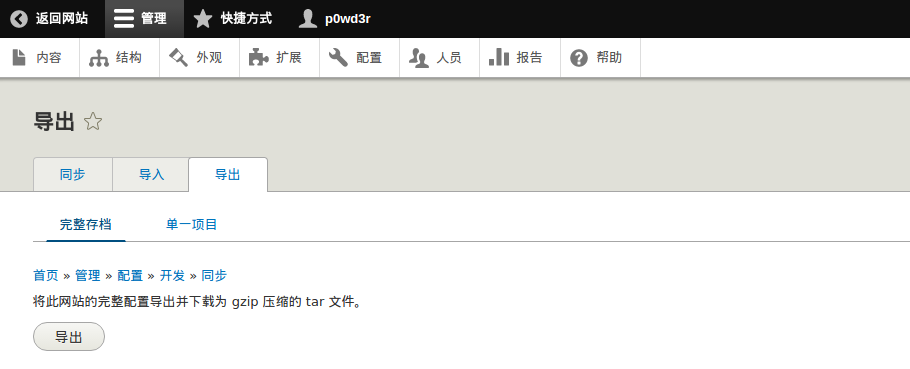 返回网站 管理 快捷方式 p0wd3r
内容 结构 外观 扩展 配置 人员 报告 帮助
导出
同步 导入 导出
完整存档 单一项目
首页 » 管理 » 配置 » 开发 » 同步
将此网站的完整配置导出并下载为 gzip 压缩的 tar 文件。
导出